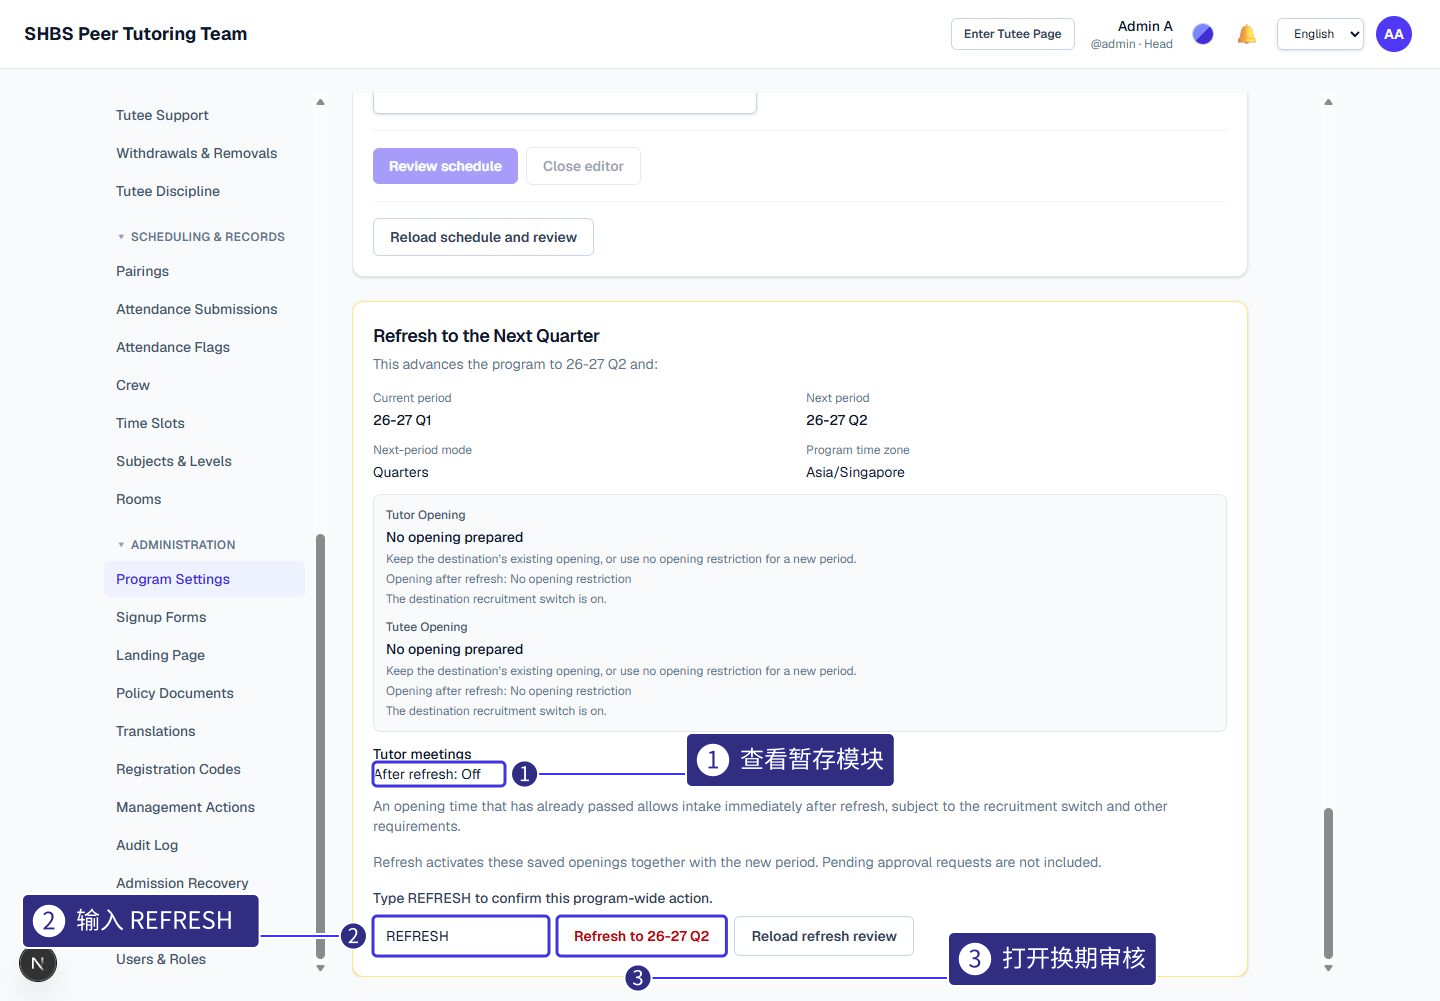 SHBS Peer Tutoring Team
Enter Tutee Page
Admin A
@admin · Head
English
AA
Tutee Support
Withdrawals & Removals
Tutee Discipline
SCHEDULING & RECORDS
Pairings
Attendance Submissions
Attendance Flags
Crew
Time Slots
Subjects & Levels
Rooms
ADMINISTRATION
Program Settings
Signup Forms
Landing Page
Policy Documents
Translations
Registration Codes
Management Actions
Audit Log
Admission Recovery
2 输入 REFRESH
N
Users & Roles
Review schedule
Close editor
Reload schedule and review
Refresh to the Next Quarter
This advances the program to 26-27 Q2 and:
Current period
26-27 Q1
Next period
26-27 Q2
Next-period mode
Quarters
Program time zone
Asia/Singapore
Tutor Opening
No opening prepared
Keep the destination's existing opening, or use no opening restriction for a new period.
Opening after refresh: No opening restriction
The destination recruitment switch is on.
Tutee Opening
No opening prepared
Keep the destination's existing opening, or use no opening restriction for a new period.
Opening after refresh: No opening restriction
The destination recruitment switch is on.
Tutor meetings
After refresh: Off
1
1 查看暂存模块
An opening time that has already passed allows intake immediately after refresh, subject to the recruitment switch and other
requirements.
Refresh activates these saved openings together with the new period. Pending approval requests are not included.
Type REFRESH to confirm this program-wide action.
2
REFRESH
Refresh to 26-27 Q2
Reload refresh review
3
3 打开换期审核